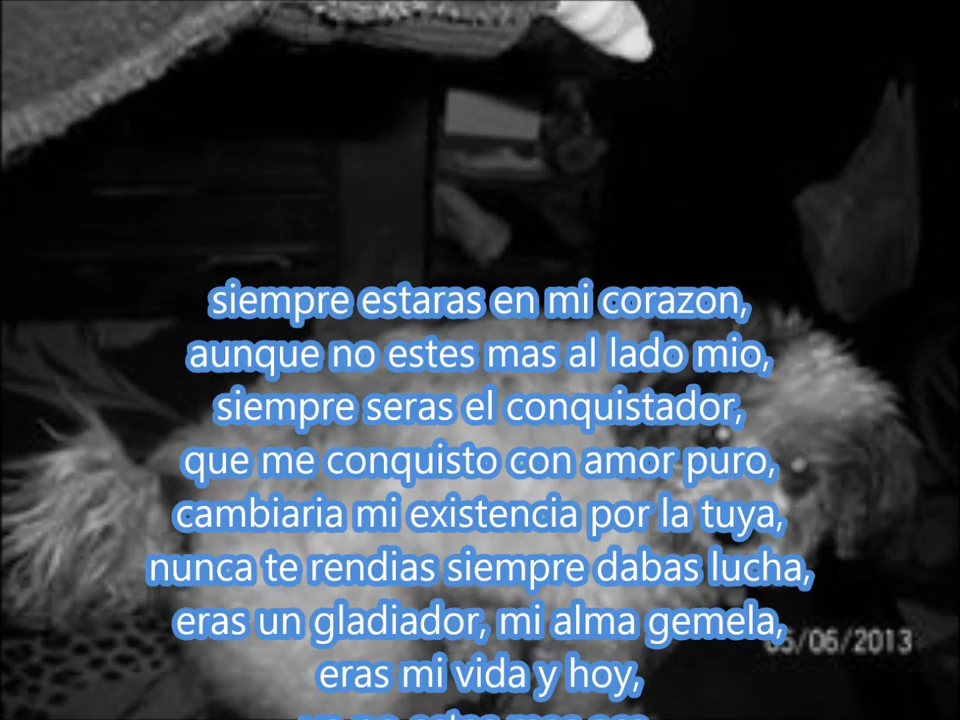 siempre estaras en mi corazon,
aunque no estes mas al lado mio,
siempre seras el conquistador,
que me conquisto con amor puro,
cambiaria mi existencia por la tuya,
nunca te rendias siempre dabas lucha,
eras un gladiador, mi alma gemela,
/06/2013
eras mi vida y hoy,